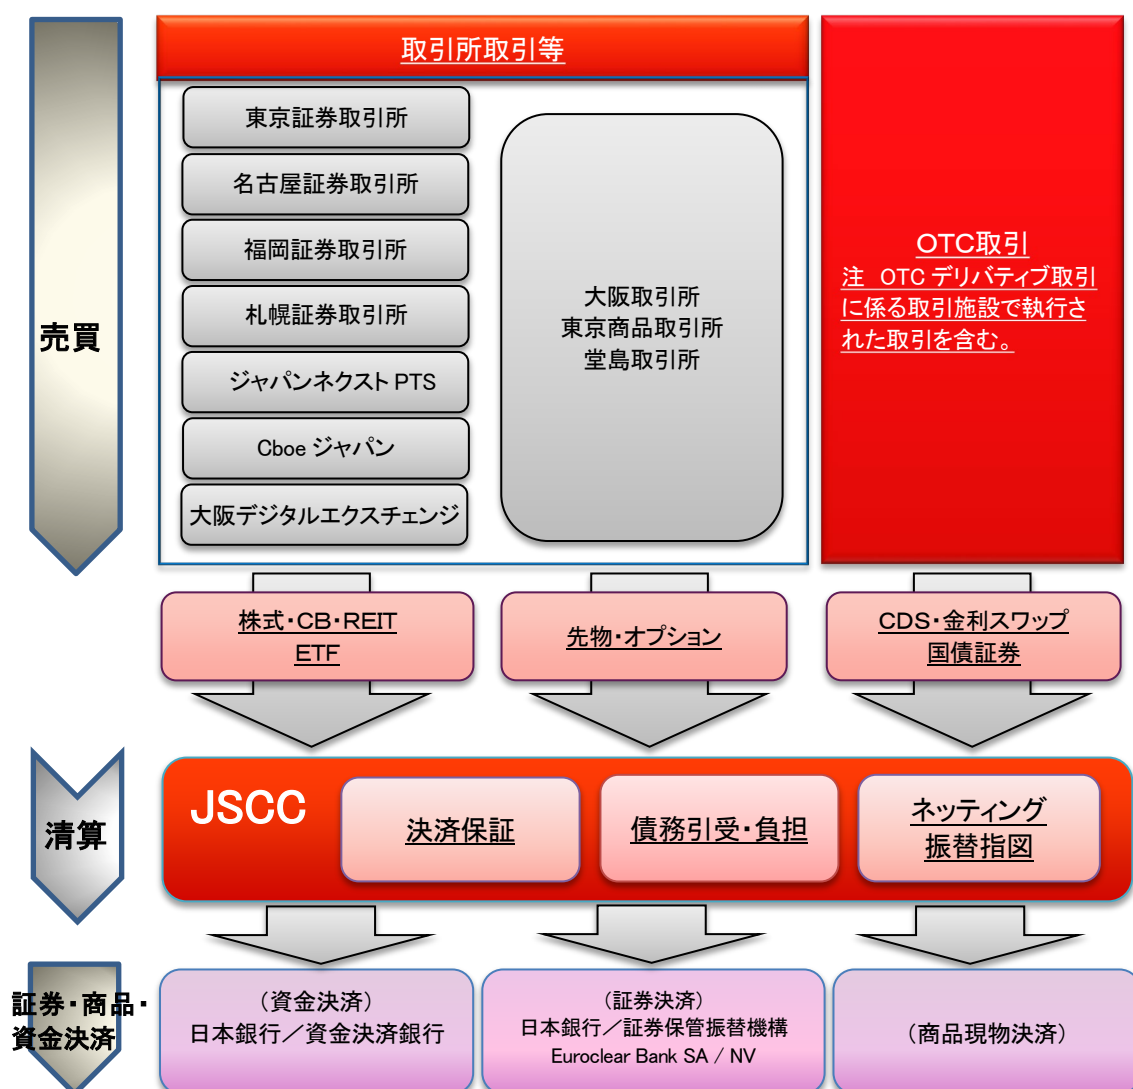 取引所取引等
東京証券取引所
名古屋証券取引所
福岡証券取引所
札幌証券取引所
ジャパンネクスト PTS
Cboe ジャパン
大阪デジタルエクスチェンジ
大阪取引所
東京商品取引所
堂島取引所
OTC取引
注 OTC デリバティブ取引
に係る取引施設で執行さ
れた取引を含む。
売買
株式・CB・REIT
ETF
先物・オプション
CDS・金利スワップ
国債証券
清算
JSCC
決済保証
債務引受・負担
ネッティング
振替指図
証券・商品・
資金決済
（資金決済）
日本銀行／資金決済銀行
（証券決済）
日本銀行／証券保管振替機構
Euroclear Bank SA / NV
（商品現物決済）